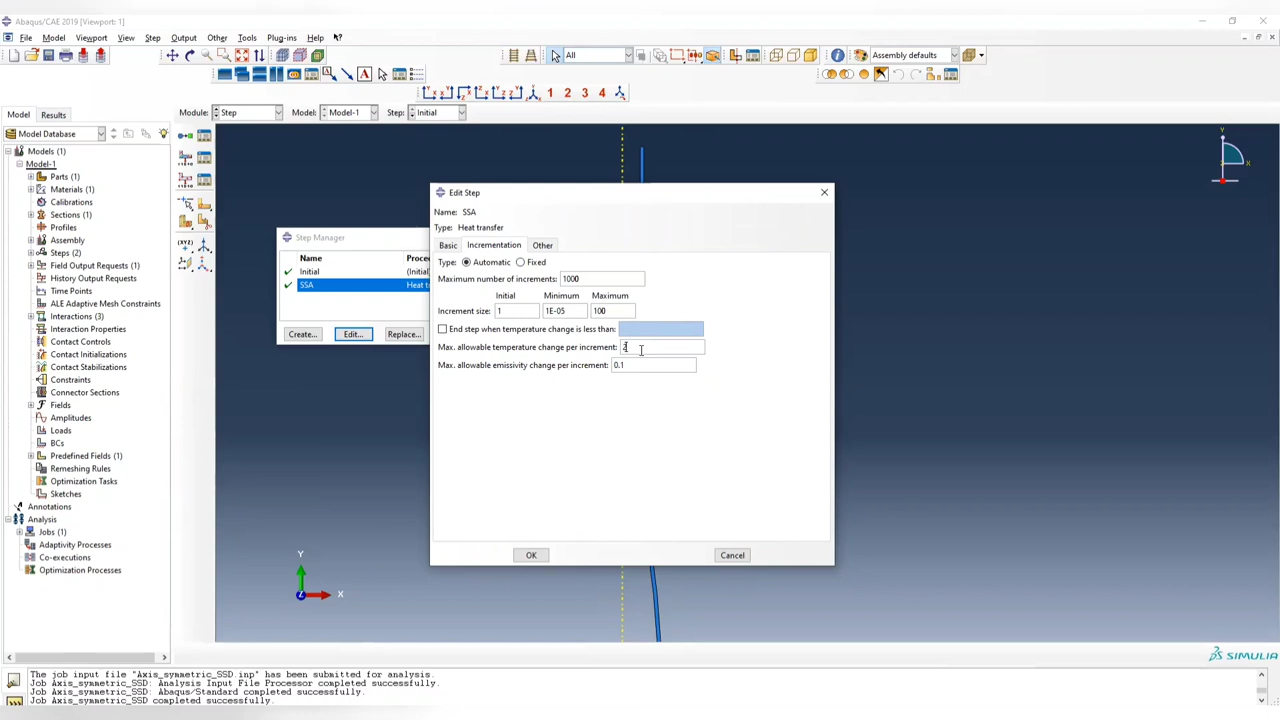 Abaqus/CAE 2019 [Viewport: 1]
File Model Viewport View Step Output Other Tools Plug-ins Help
All Assembly defaults
A
1 2 3 4
Model Results Module: Step Model: Model-1 Step: Initial
Model Database
Models (1)
Model-1
Parts (1)
Materials (1)
Calibrations
Sections (1)
Profiles
Assembly
Steps (2)
Field Output Requests (1)
History Output Requests
Time Points
ALE Adaptive Mesh Constraints
Interactions (3)
Interaction Properties
Contact Controls
Contact Initializations
Contact Stabilizations
Constraints
Connector Sections
Fields
Amplitudes
Loads
BCs
Predefined Fields (1)
Remeshing Rules
Optimization Tasks
Sketches
Annotations
Analysis
Jobs (1)
Adaptivity Processes
Co-executions
Optimization Processes
(XYZ)
Step Manager
Name Proce
Initial (Initial)
SSA Heat t
Create... Edit... Replace...
Edit Step
Name: SSA
Type: Heat transfer
Basic Incrementation Other
Type: Automatic Fixed
Maximum number of increments: 1000
Initial Minimum Maximum
Increment size: 1 1E-05 100
End step when temperature change is less than:
Max. allowable temperature change per increment:
Max. allowable emissivity change per increment: 0.1
OK Cancel
Y
X
Y
Z X
SIMULIA
The job input file "Axis_symmetric_SSD.inp" has been submitted for analysis.
Job Axis_symmetric_SSD: Analysis Input File Processor completed successfully.
Job Axis_symmetric_SSD: Abaqus/Standard completed successfully.
Job Axis_symmetric_SSD completed successfully.